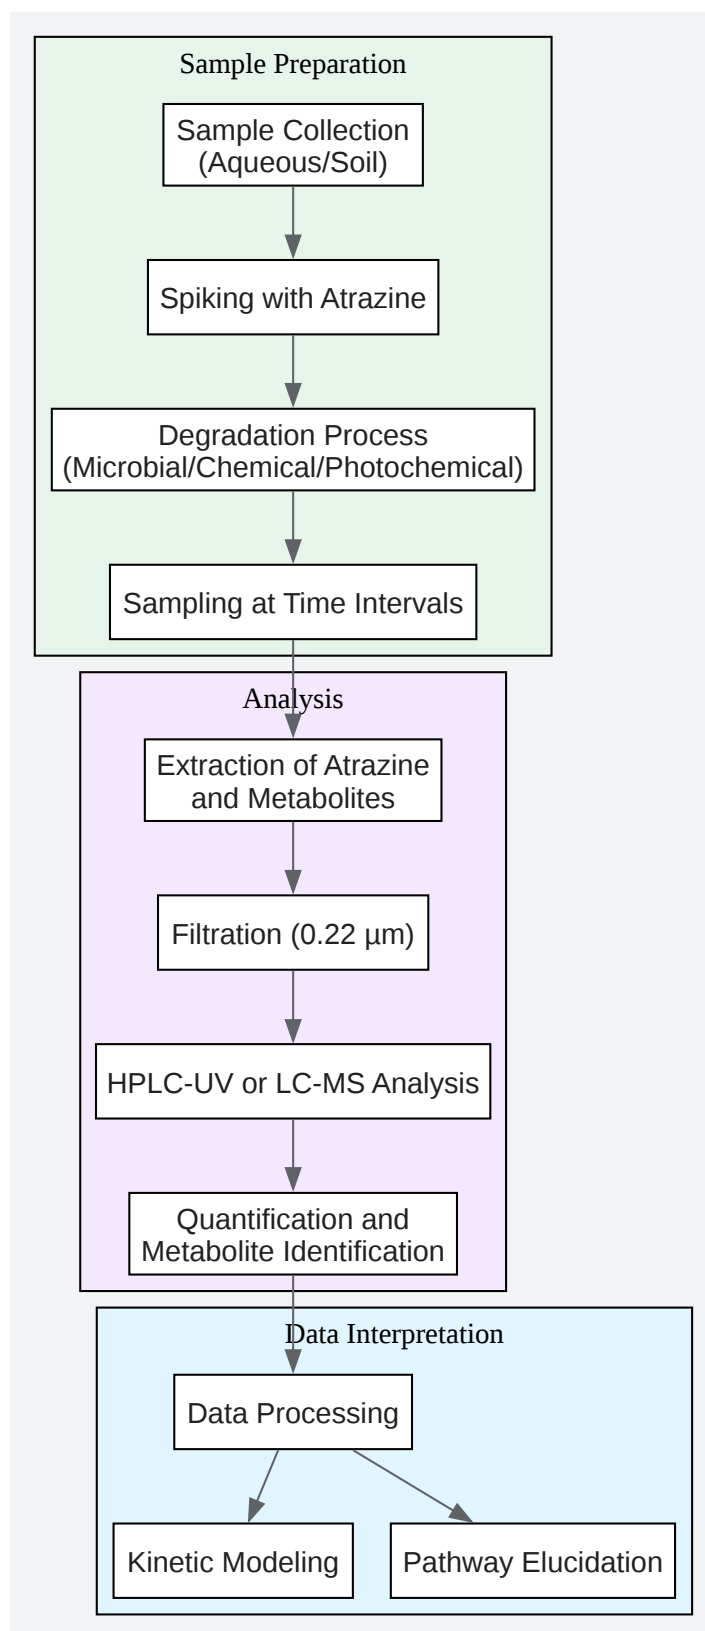 Sample Preparation
Sample Collection
(Aqueous/Soil)
Spiking with Atrazine
Degradation Process
(Microbial/Chemical/Photochemical)
Sampling at Time Intervals
Analysis
Extraction of Atrazine
and Metabolites
Filtration (0.22 µm)
HPLC-UV or LC-MS Analysis
Quantification and
Metabolite Identification
Data Interpretation
Data Processing
Kinetic Modeling
Pathway Elucidation